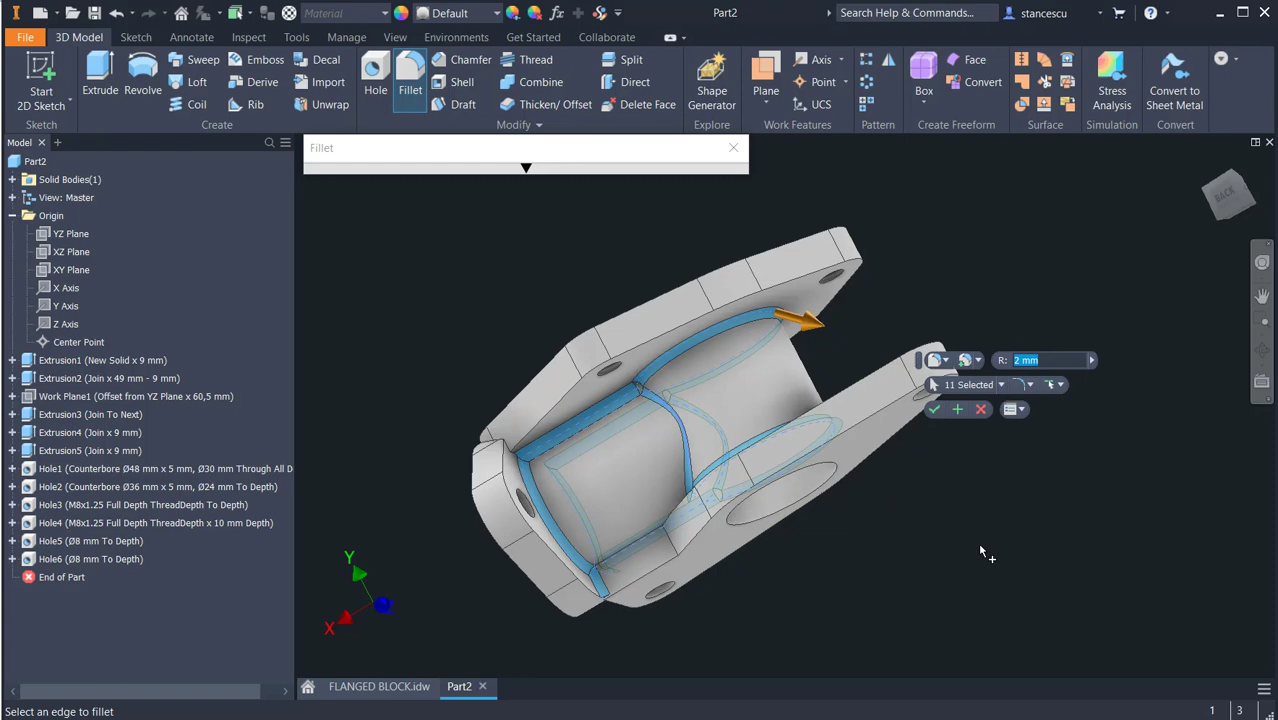 Material
Default
Part2
Search Help & Commands...
stancescu
File
3D Model
Sketch
Annotate
Inspect
Tools
Manage
View
Environments
Get Started
Collaborate
Start
2D Sketch
Extrude
Revolve
Sweep
Emboss
Decal
Loft
Derive
Import
Coil
Rib
Unwrap
Hole
Fillet
Chamfer
Thread
Split
Shell
Combine
Direct
Draft
Thicken/ Offset
Delete Face
Shape
Generator
Plane
Axis
Point
UCS
Box
Face
Convert
Stress
Analysis
Convert to
Sheet Metal
Sketch
Create
Modify
Explore
Work Features
Pattern
Create Freeform
Surface
Simulation
Convert
Model
Fillet
Part2
Solid Bodies(1)
View: Master
Origin
YZ Plane
XZ Plane
XY Plane
X Axis
Y Axis
Z Axis
Center Point
Extrusion1 (New Solid x 9 mm)
Extrusion2 (Join x 49 mm - 9 mm)
Work Plane1 (Offset from YZ Plane x 60,5 mm)
Extrusion3 (Join To Next)
Extrusion4 (Join x 9 mm)
Extrusion5 (Join x 9 mm)
Hole1 (Counterbore Ø48 mm x 5 mm, Ø30 mm Through All D
Hole2 (Counterbore Ø36 mm x 5 mm, Ø24 mm To Depth)
Hole3 (M8x1.25 Full Depth ThreadDepth To Depth)
Hole4 (M8x1.25 Full Depth ThreadDepth x 10 mm Depth)
Hole5 (Ø8 mm To Depth)
Hole6 (Ø8 mm To Depth)
End of Part
BACK
R: 2 mm
11 Selected
Y
X
FLANGED BLOCK.idw
Part2
Select an edge to fillet
1
3